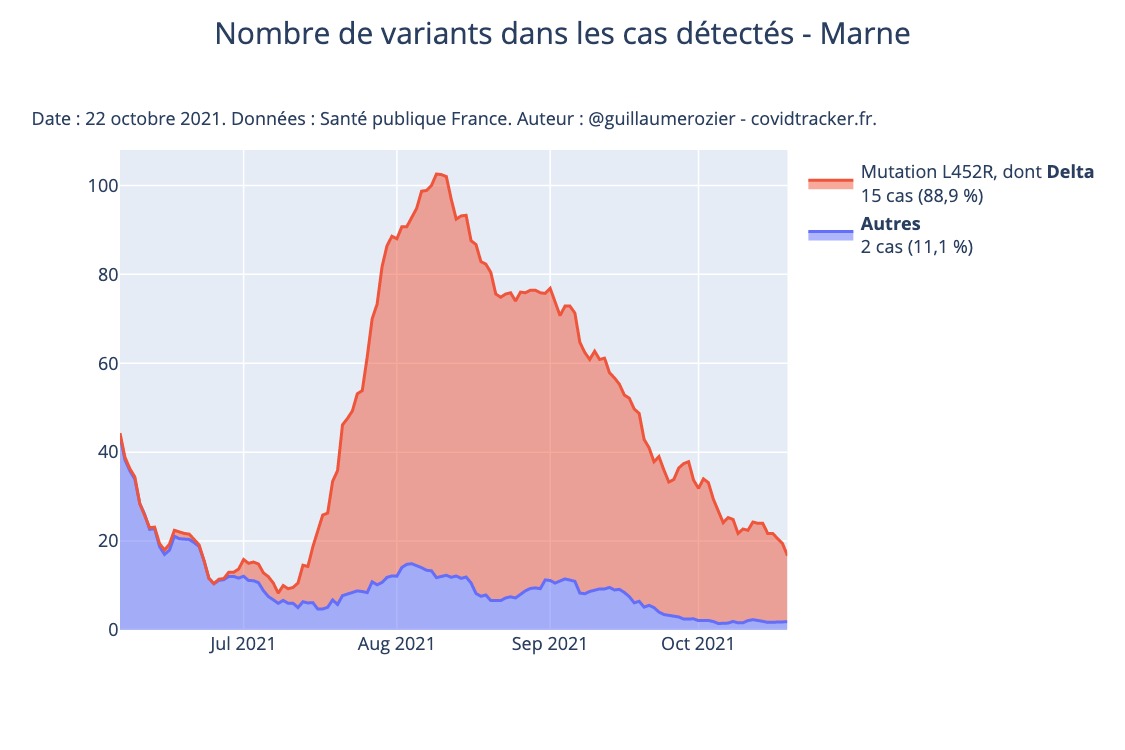 Nombre de variants dans les cas détectés - Marne
Date : 22 octobre 2021. Données : Santé publique France. Auteur : @guillaumerozier - covidtracker.fr.
Mutation L452R, dont Delta
15 cas (88,9 %)
Autres
2 cas (11,1 %)
100
80
60
40
20
0
Jul 2021 Aug 2021 Sep 2021 Oct 2021